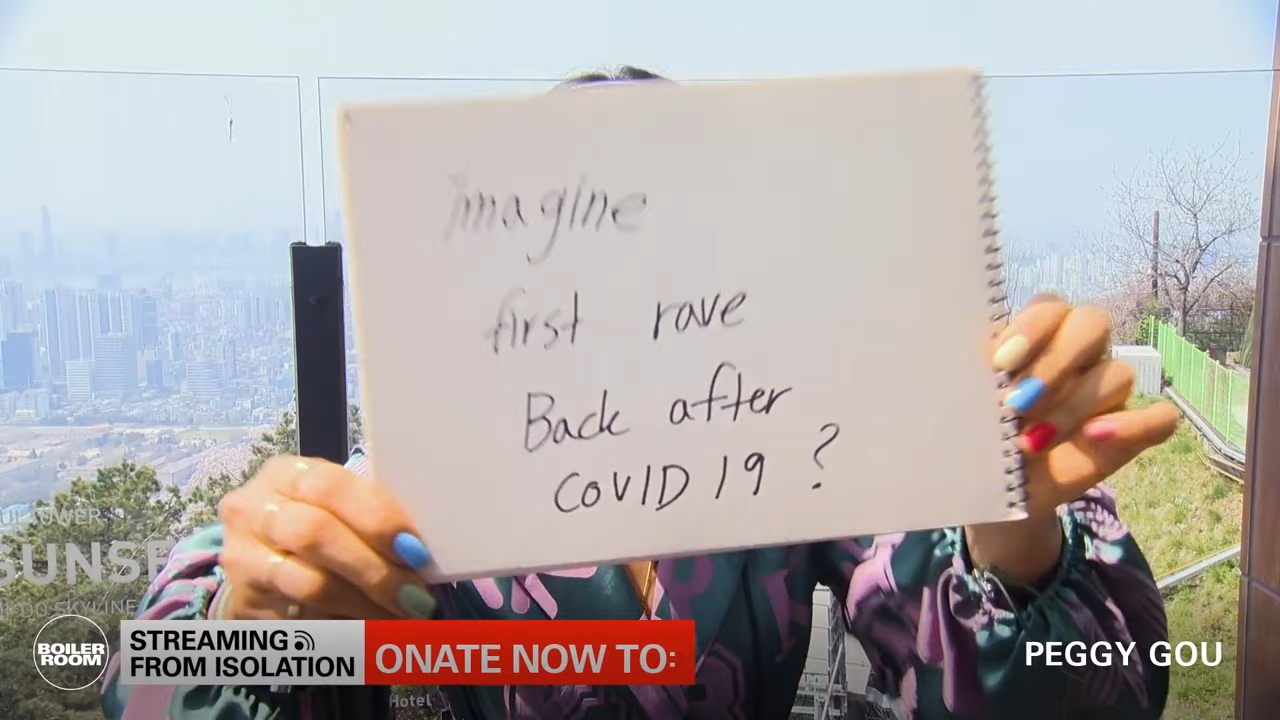 imagine
first rave
Back after
COVID 19 ?
SUNSE
SKYLINE
BOILER
ROOM
STREAMING
FROM ISOLATION
ONATE NOW TO:
PEGGY GOU
Hotel